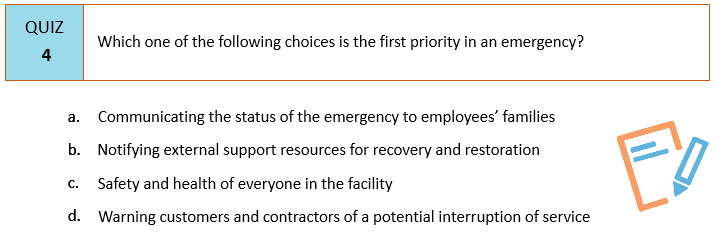 QUIZ
4
Which one of the following choices is the first priority in an emergency?
a. Communicating the status of the emergency to employees’ families
b. Notifying external support resources for recovery and restoration
c. Safety and health of everyone in the facility
d. Warning customers and contractors of a potential interruption of service